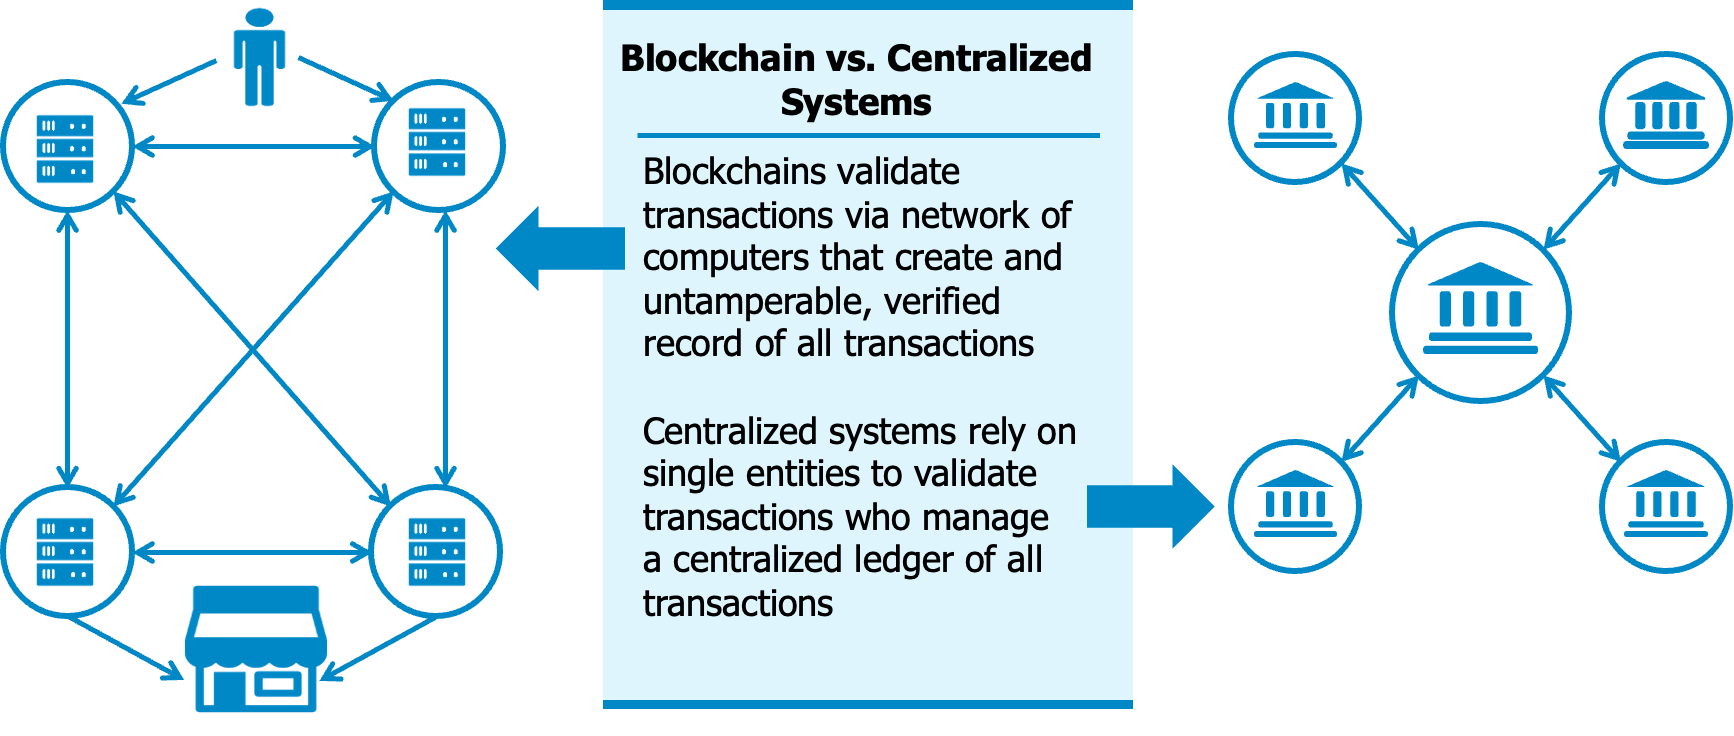 Blockchain vs. Centralized
Systems
Blockchains validate
transactions via network of
computers that create and
untamperable, verified
record of all transactions
Centralized systems rely on
single entities to validate
transactions who manage
a centralized ledger of all
transactions